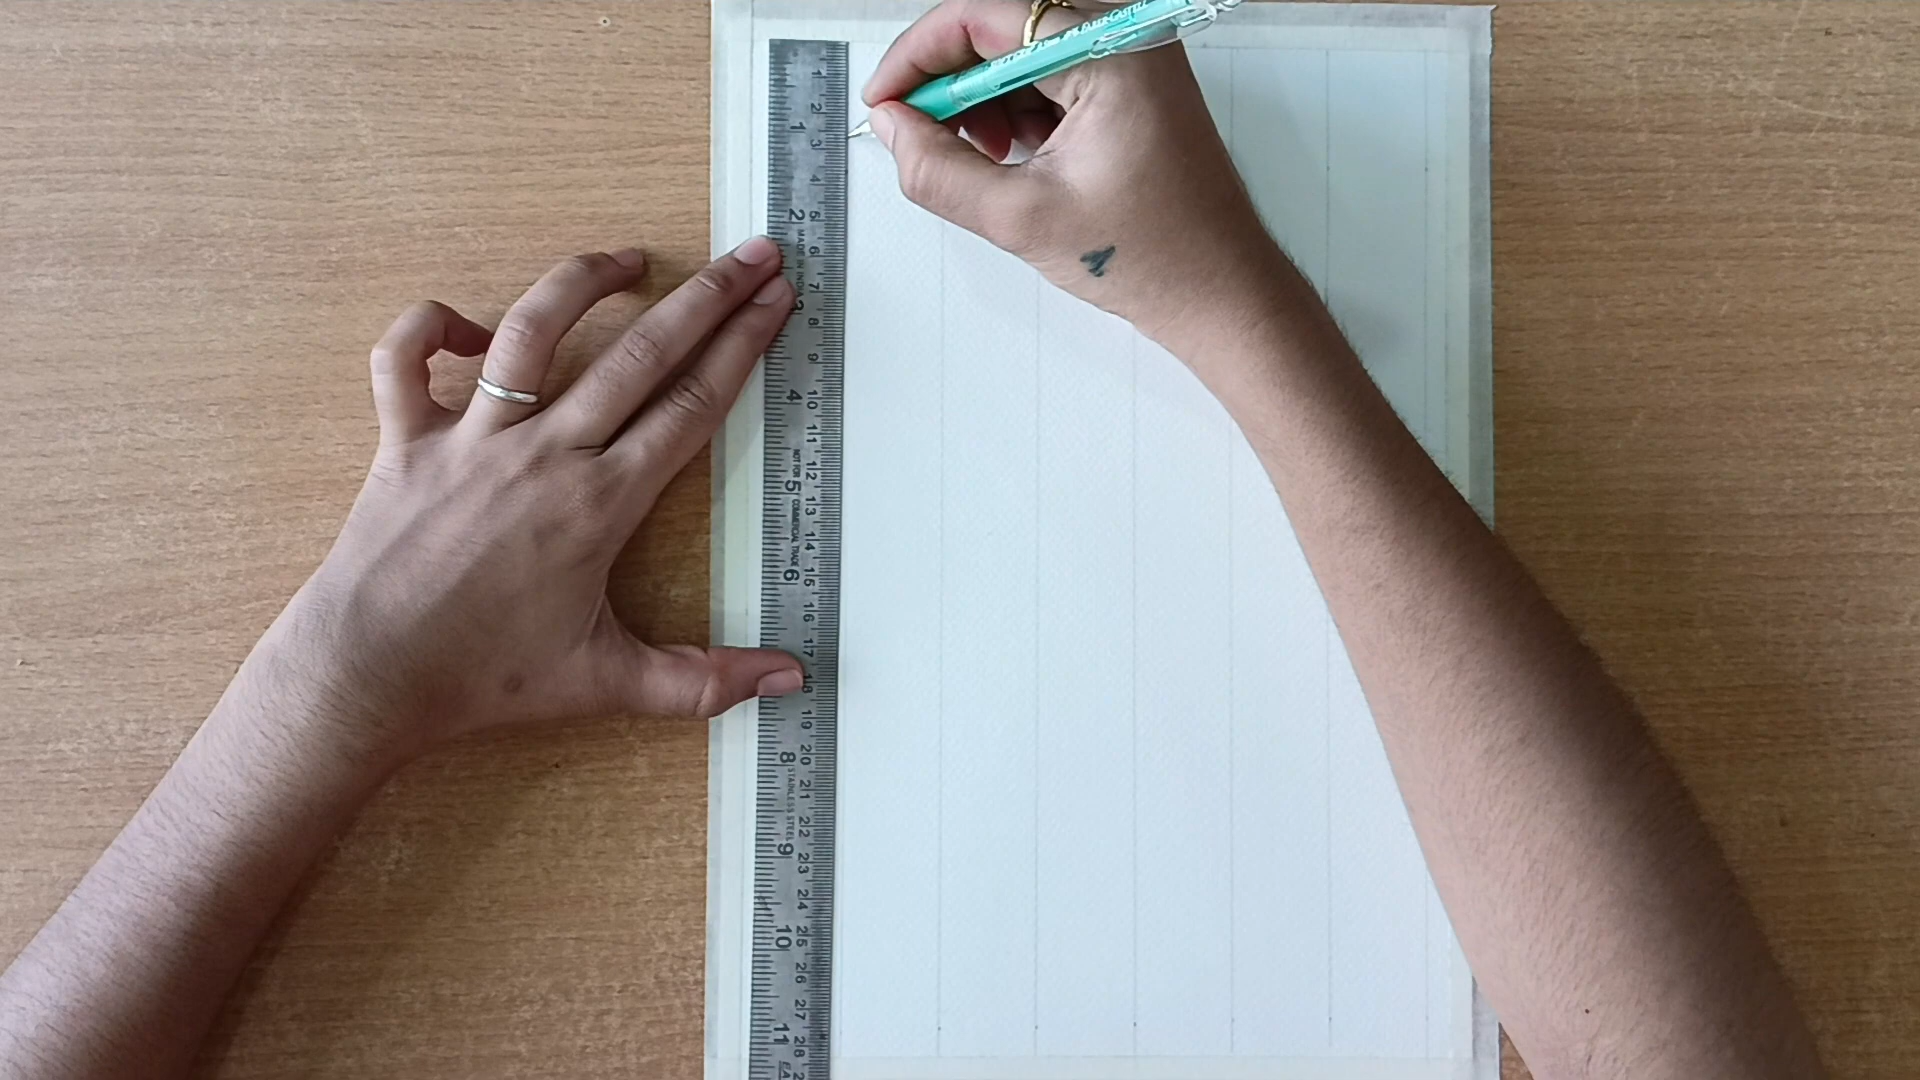 1 2 3 4 5 6 7 8 9 10 11 12 13 14 15 16 17 18 19 20 21 22 23 24 25 26 27 28 2
1 2 MADE IN INDIA 3 4 NOT FOR 5 COMMERCIAL TRADE 6 8 STAINLESS STEEL 9 10 11
FABER-CASTELL